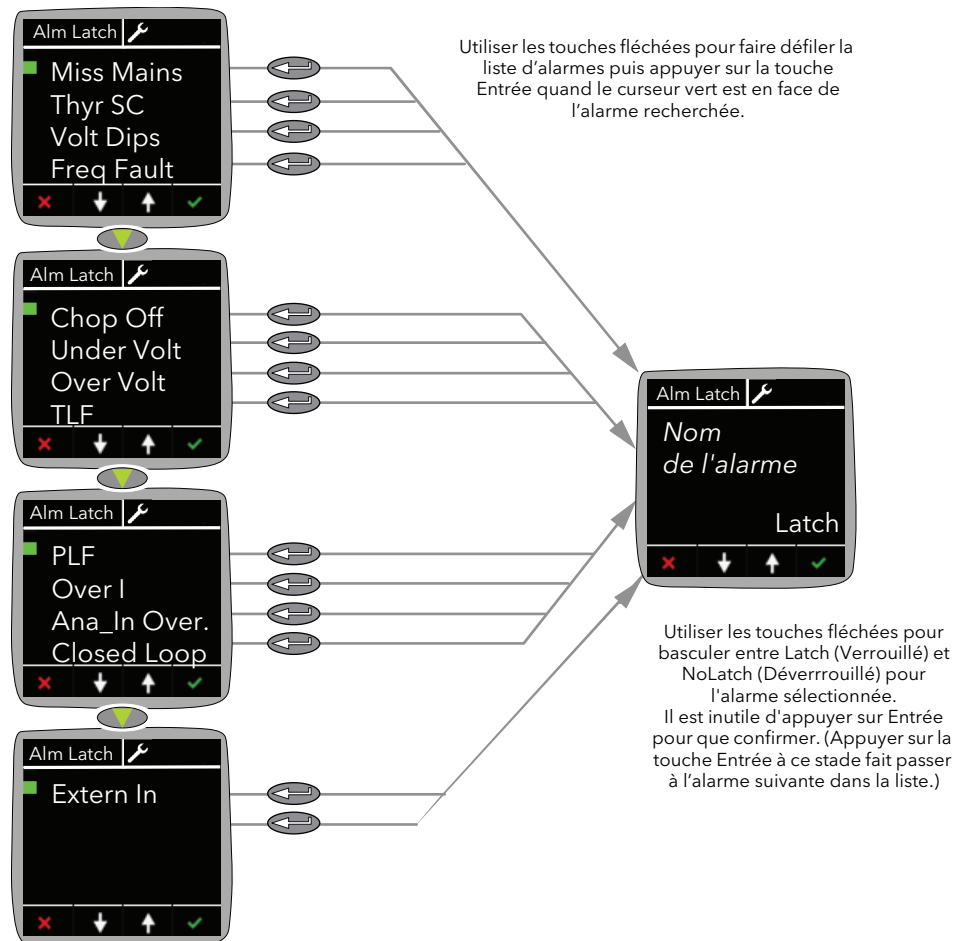 Alm Latch
Miss Mains
Thyr SC
Volt Dips
Freq Fault
Utiliser les touches fléchées pour faire défiler la
liste d'alarmes puis appuyer sur la touche
Entrée quand le curseur vert est en face de
l'alarme recherchée.
Alm Latch
Chop Off
Under Volt
Over Volt
TLF
Alm Latch
PLF
Over I
Ana_In Over.
Closed Loop
Alm Latch
Extern In
Alm Latch
Nom
de l'alarme
Latch
Utiliser les touches fléchées pour
basculer entre Latch (Verrouillé) et
NoLatch (Déverrrouillé) pour
l'alarme sélectionnée.
Il est inutile d'appuyer sur Entrée
pour que confirmer. (Appuyer sur la
touche Entrée à ce stade fait passer
à l'alarme suivante dans la liste.)